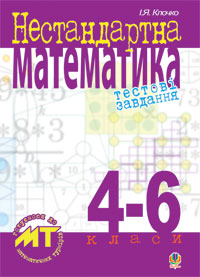 І.Я. Клочко
Нестандартна
математика
тестові
завдання
4-6
класи
МТ